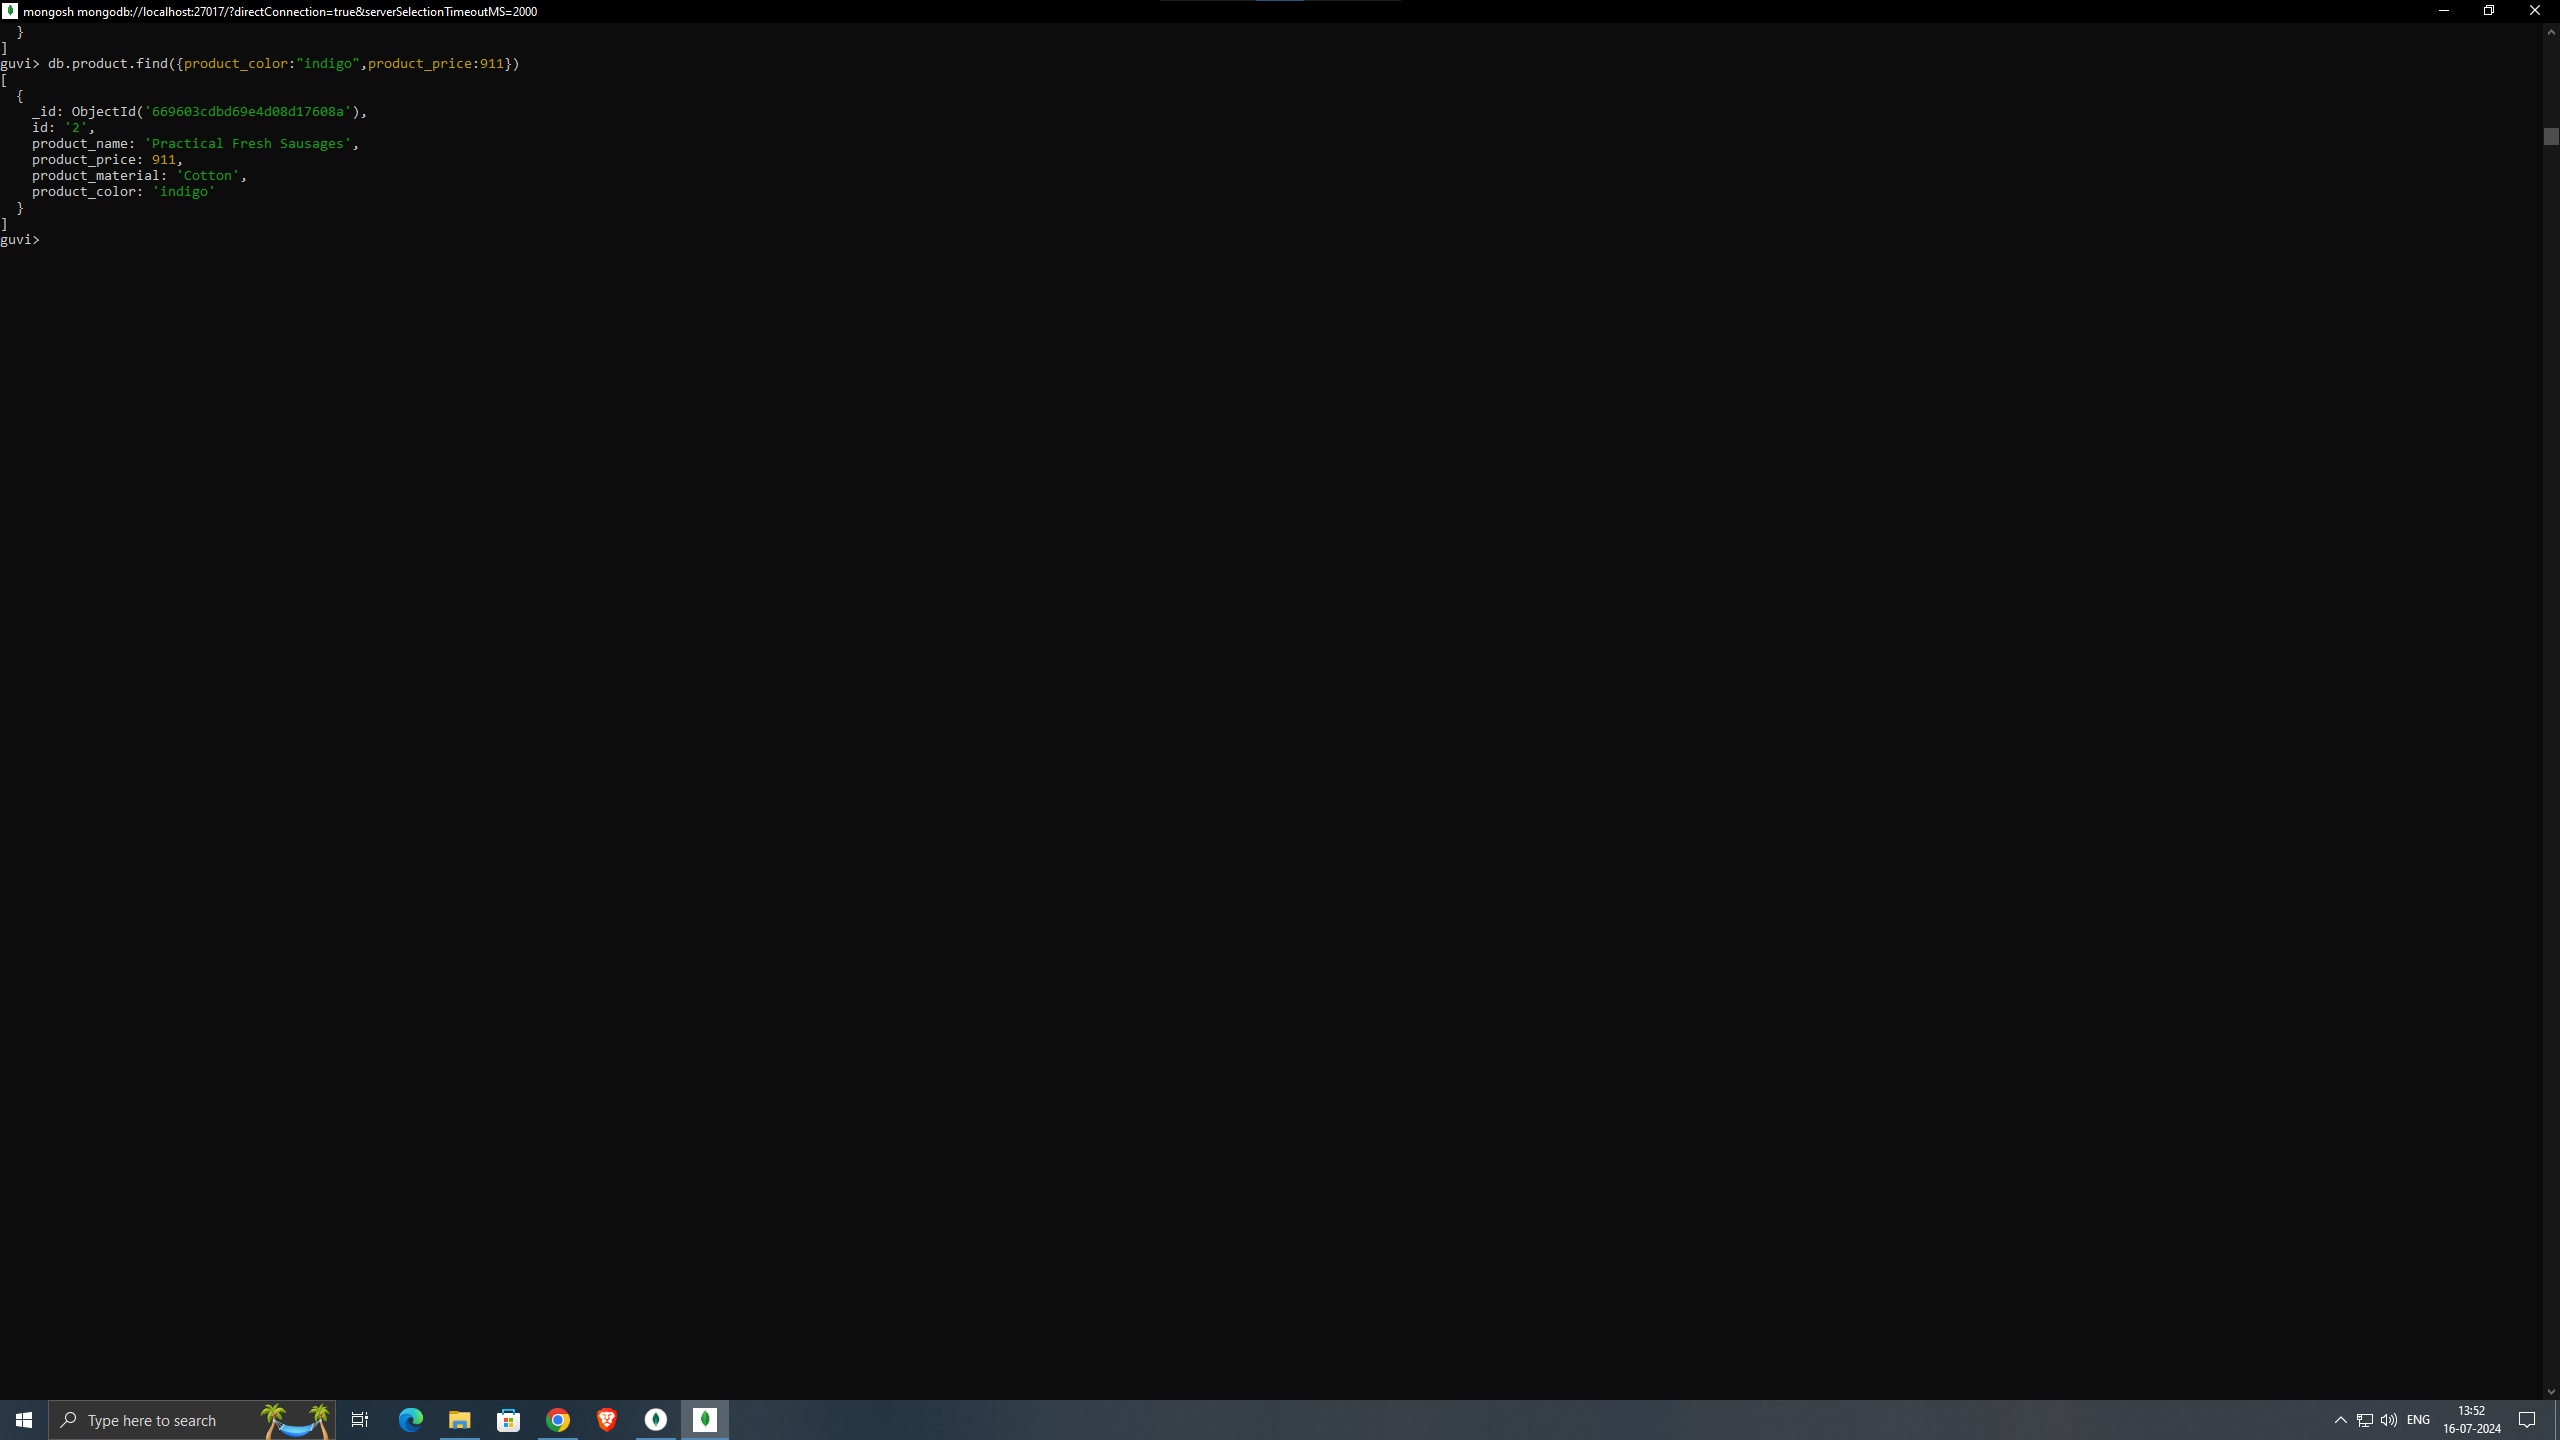 mongosh mongodb://localhost:27017/?directConnection=true&serverSelectionTimeoutMS=2000
}
]
guvi> db.product.find({product_color:"indigo",product_price:911})
[
{
_id: ObjectId('669603cdbd69e4d08d17608a'),
id: '2',
product_name: 'Practical Fresh Sausages',
product_price: 911,
product_material: 'Cotton',
product_color: 'indigo'
}
]
guvi>
Type here to search
ENG
13:52
16-07-2024